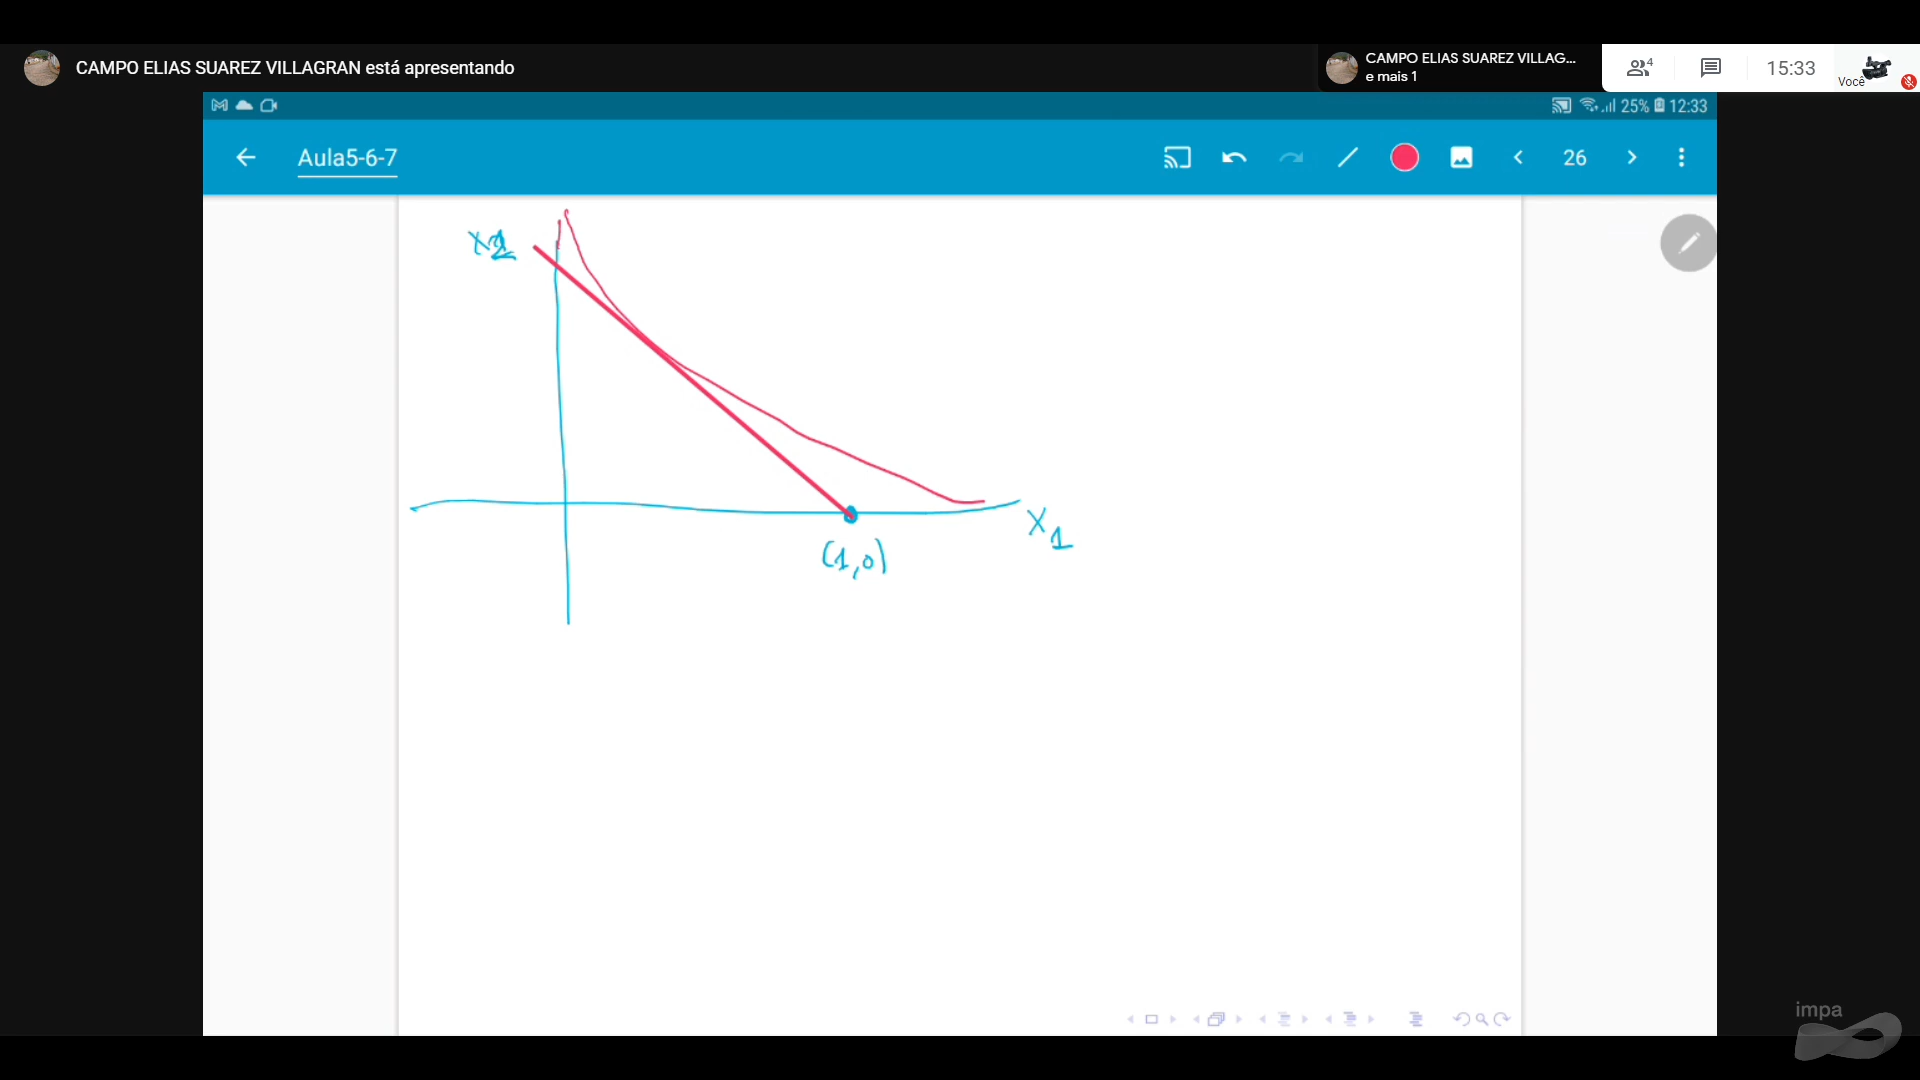 CAMPO ELIAS SUAREZ VILLAGRAN está apresentando
CAMPO ELIAS SUAREZ VILLAG...
e mais 1
4
15:33
Você
25% 12:33
Aula5-6-7
26
x2
x1
(1,0)
impa